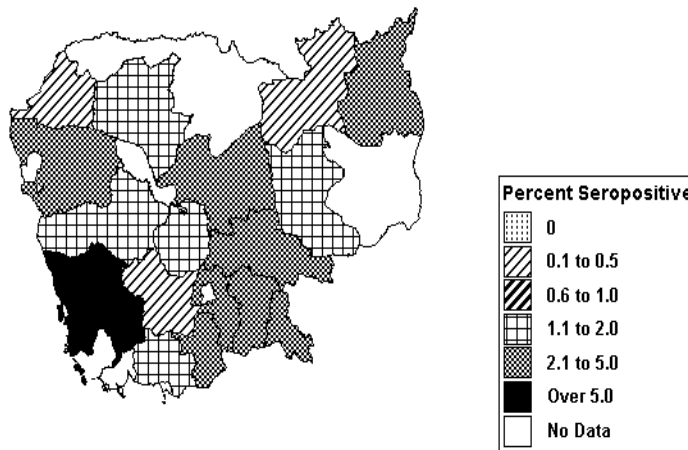 Percent Seropositive
0
0.1 to 0.5
0.6 to 1.0
1.1 to 2.0
2.1 to 5.0
Over 5.0
No Data